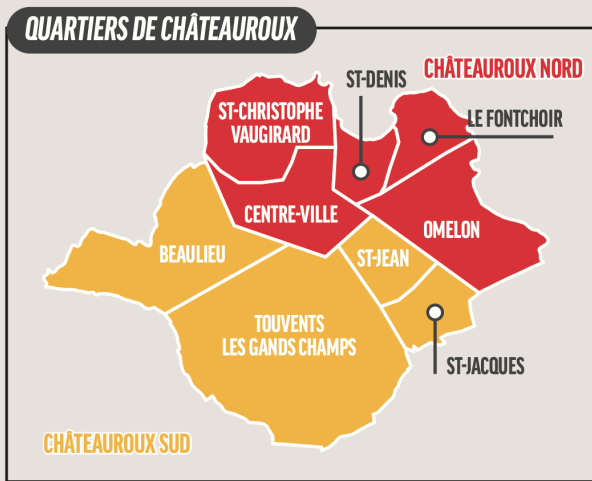 QUARTIERS DE CHÂTEAUROUX
ST-DENIS
CHÂTEAUROUX NORD
ST-CHRISTOPHE
VAUGIRARD
LE FONTCHOIR
CENTRE-VILLE
OMELON
BEAULIEU
ST-JEAN
TOUVENTS
LES GANDS CHAMPS
ST-JACQUES
CHÂTEAUROUX SUD